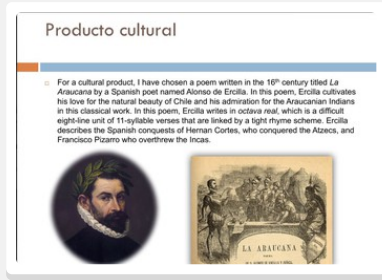 Producto cultural
For a cultural product, I have chosen a poem written in the 16th century titled La
Araucana by a Spanish poet named Alonso de Ercilla. In this poem, Ercilla cultivates
his love for the natural beauty of Chile and his admiration for the Araucanian Indians
in this classical work. In this poem, Ercilla writes in octava real, which is a difficult
eight-line unit of 11-syllable verses that are linked by a tight rhyme scheme. Ercilla
describes the Spanish conquests of Hernan Cortes, who conquered the Atzecs, and
Francisco Pizarro who overthrew the Incas.
LA ARAUCANA